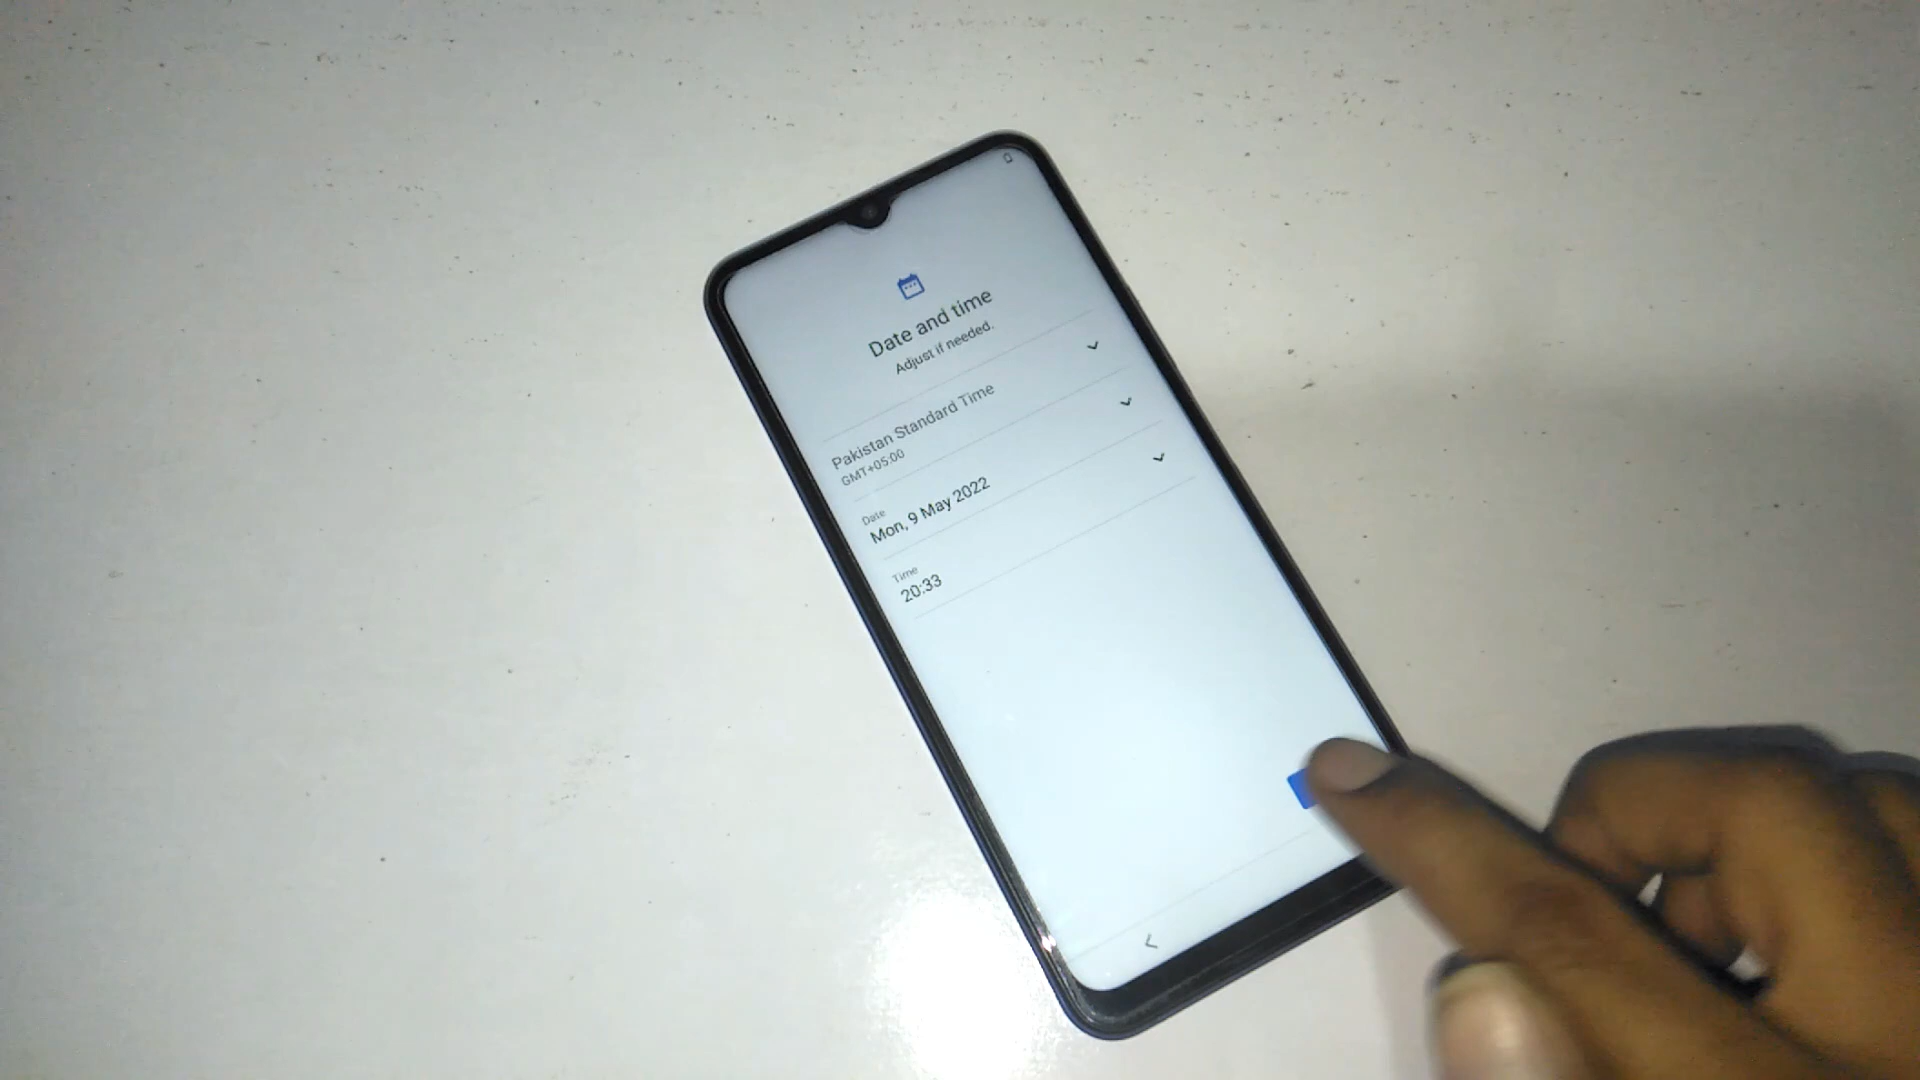 Date and time
Adjust if needed.
Pakistan Standard Time
GMT+05:00
Date
Mon, 9 May 2022
Time
20:33